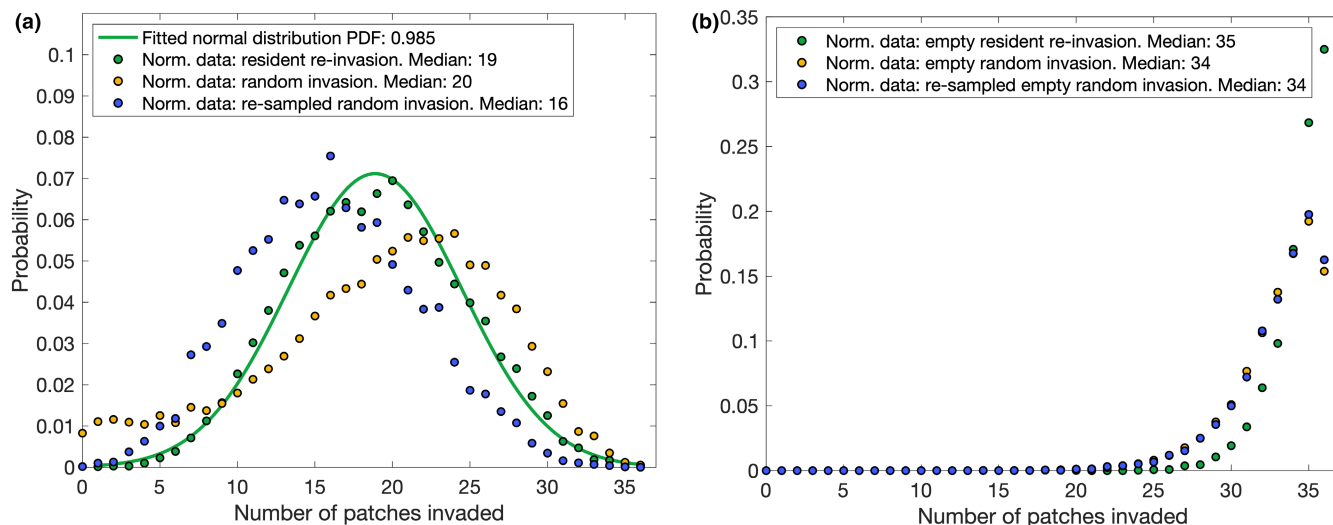 (a)
Fitted normal distribution PDF: 0.985
Norm. data: resident re-invasion. Median: 19
Norm. data: random invasion. Median: 20
Norm. data: re-sampled random invasion. Median: 16
0.1
0.09
0.08
0.07
0.06
0.05
0.04
0.03
0.02
0.01
0
Probability
0 5 10 15 20 25 30 35
Number of patches invaded
(b)
Norm. data: empty resident re-invasion. Median: 35
Norm. data: empty random invasion. Median: 34
Norm. data: re-sampled empty random invasion. Median: 34
0.35
0.3
0.25
0.2
0.15
0.1
0.05
0
Probability
0 5 10 15 20 25 30 35
Number of patches invaded